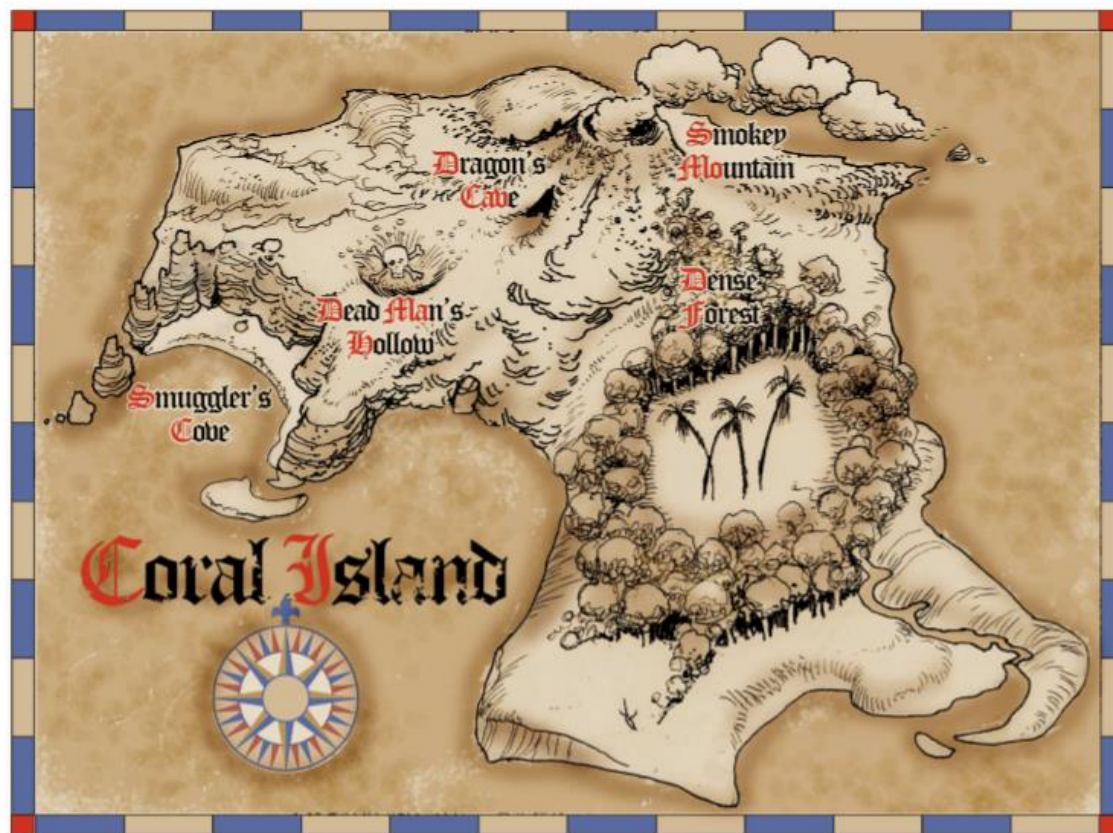 Smokey
Mountain
Dragon's
Cave
Dense
Forest
Dead Man's
Hollow
Smuggler's
Cove
Coral Island